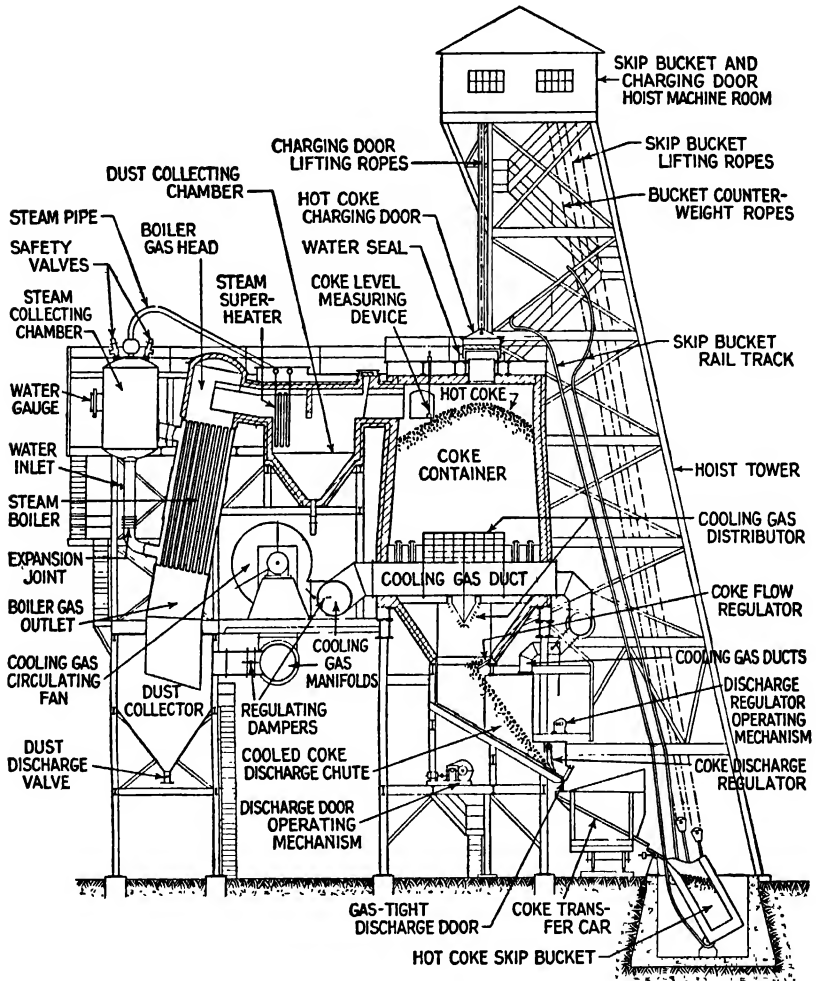 SKIP BUCKET AND
CHARGING DOOR
HOIST MACHINE ROOM
CHARGING DOOR
LIFTING ROPES
SKIP BUCKET
LIFTING ROPES
DUST COLLECTING
CHAMBER
HOT COKE
CHARGING DOOR
BUCKET COUNTER-
WEIGHT ROPES
STEAM PIPE
BOILER
GAS HEAD
WATER SEAL
SAFETY
VALVES
STEAM
SUPER-
HEATER
COKE LEVEL
MEASURING
DEVICE
STEAM
COLLECTING
CHAMBER
SKIP BUCKET
RAIL TRACK
WATER
GAUGE
HOT COKE
WATER
INLET
COKE
CONTAINER
HOIST TOWER
STEAM
BOILER
COOLING GAS
DISTRIBUTOR
EXPANSION
JOINT
COOLING GAS DUCT
COKE FLOW
REGULATOR
BOILER GAS
OUTLET
COOLING GAS
CIRCULATING
FAN
COOLING
GAS
MANIFOLDS
COOLING GAS DUCTS
DUST
COLLECTOR
REGULATING
DAMPERS
DISCHARGE
REGULATOR
OPERATING
MECHANISM
DUST
DISCHARGE
VALVE
COOLED COKE
DISCHARGE CHUTE
COKE DISCHARGE
REGULATOR
DISCHARGE DOOR
OPERATING
MECHANISM
GAS-TIGHT
DISCHARGE DOOR
COKE TRANS-
FER CAR
HOT COKE SKIP BUCKET